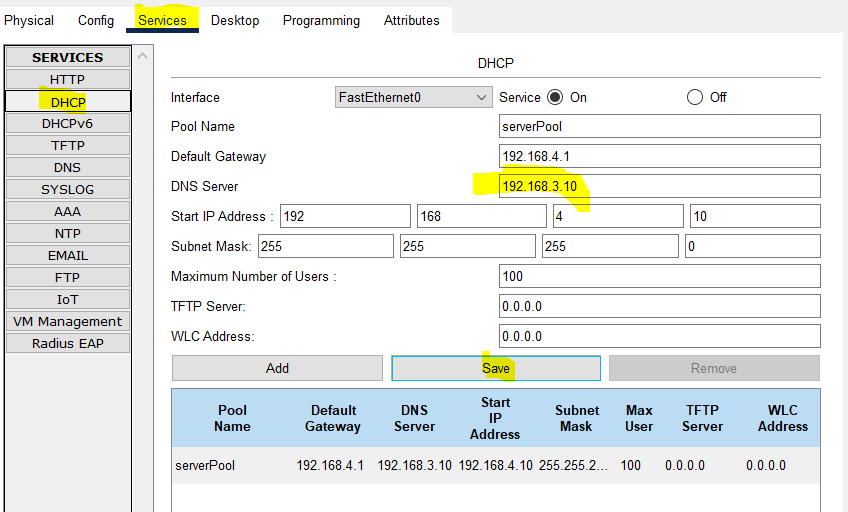 Physical Config Services Desktop Programming Attributes
SERVICES
HTTP
DHCP
DHCPv6
TFTP
DNS
SYSLOG
AAA
NTP
EMAIL
FTP
IoT
VM Management
Radius EAP
DHCP
Interface FastEthernet0 Service On Off
Pool Name serverPool
Default Gateway 192.168.4.1
DNS Server 192.168.3.10
Start IP Address : 192 168 4 10
Subnet Mask: 255 255 255 0
Maximum Number of Users : 100
TFTP Server: 0.0.0.0
WLC Address: 0.0.0.0
Add Save Remove
Pool Name Default Gateway DNS Server Start IP Address Subnet Mask Max User TFTP Server WLC Address
serverPool 192.168.4.1 192.168.3.10 192.168.4.10 255.255.2... 100 0.0.0.0 0.0.0.0